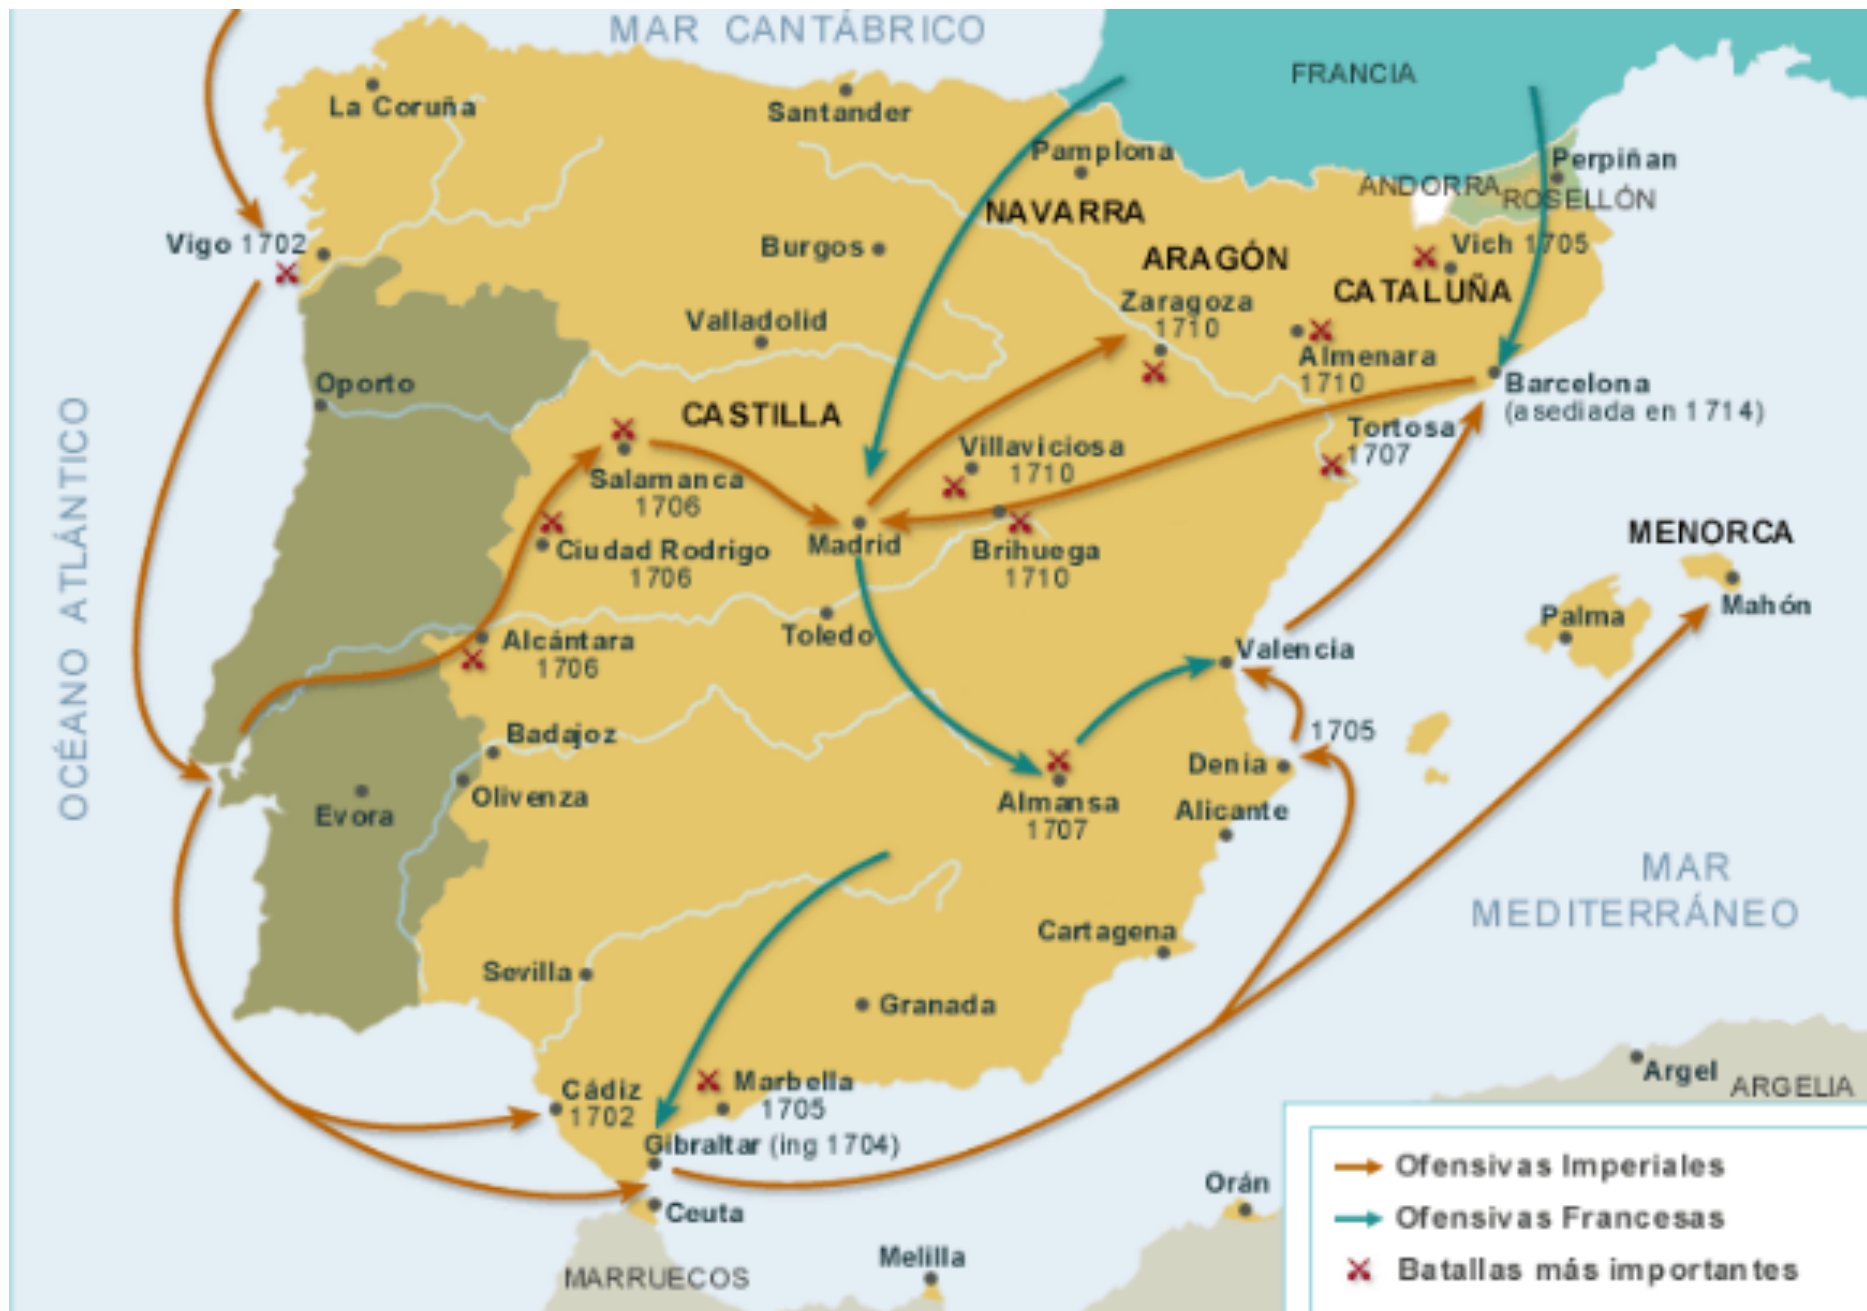 MAR CANTÁBRICO
FRANCIA
La Coruña
Santander
Pamplona
Perpiñan
ANDORRA
ROSELLÓN
NAVARRA
Vigo 1702
Burgos
ARAGÓN
Vich 1705
CATALUÑA
Zaragoza
1710
Valladolid
Almenara
1710
Oporto
Barcelona
(asediada en 1714)
CASTILLA
Tortosa
1707
Villaviciosa
1710
Salamanca
1706
OCÉANO ATLÁNTICO
MENORCA
Madrid
Ciudad Rodrigo
1706
Brihuega
1710
Mahón
Palma
Toledo
Alcántara
1706
Valencia
Badajoz
1705
Denia
Olivenza
Almansa
1707
Alicante
Evora
MAR
MEDITERRÁNEO
Cartagena
Sevilla
Granada
Argel
ARGELIA
Cádiz
1702
Marbella
1705
Gibraltar (ing 1704)
Orán
Ceuta
Melilla
MARRUECOS
Ofensivas Imperiales
Ofensivas Francesas
Batallas más importantes